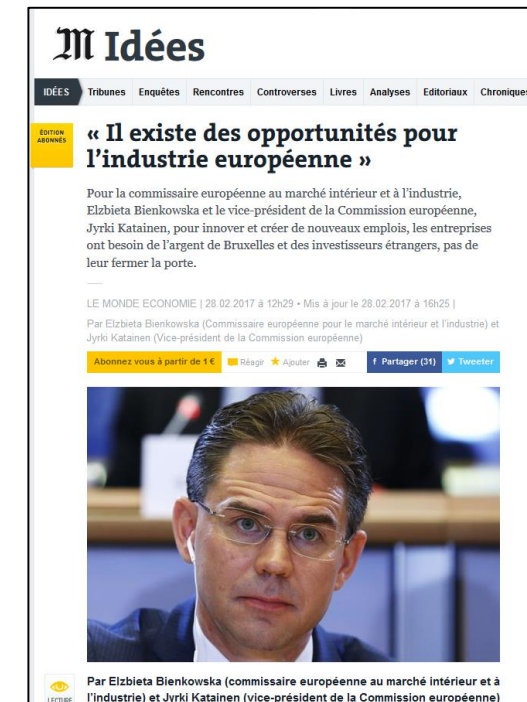 M Idées
IDÉES Tribunes Enquêtes Rencontres Controverses Livres Analyses Editoriaux Chroniques
ÉDITION
ABONNÉS
« Il existe des opportunités pour
l’industrie européenne »
Pour la commissaire européenne au marché intérieur et à l’industrie,
Elzbieta Bienkowska et le vice-président de la Commission européenne,
Jyrki Katainen, pour innover et créer de nouveaux emplois, les entreprises
ont besoin de l’argent de Bruxelles et des investisseurs étrangers, pas de
leur fermer la porte.
LE MONDE ECONOMIE | 28.02.2017 à 12h29 • Mis à jour le 28.02.2017 à 16h25 |
Par Elzbieta Bienkowska (Commissaire européenne pour le marché intérieur et l'industrie) et
Jyrki Katainen (Vice-président de la Commission européenne)
Abonnez vous à partir de 1 € Réagir Ajouter f Partager (31) Tweeter
Par Elzbieta Bienkowska (commissaire européenne au marché intérieur et à
LECTURE l’industrie) et Jyrki Katainen (vice-président de la Commission européenne)